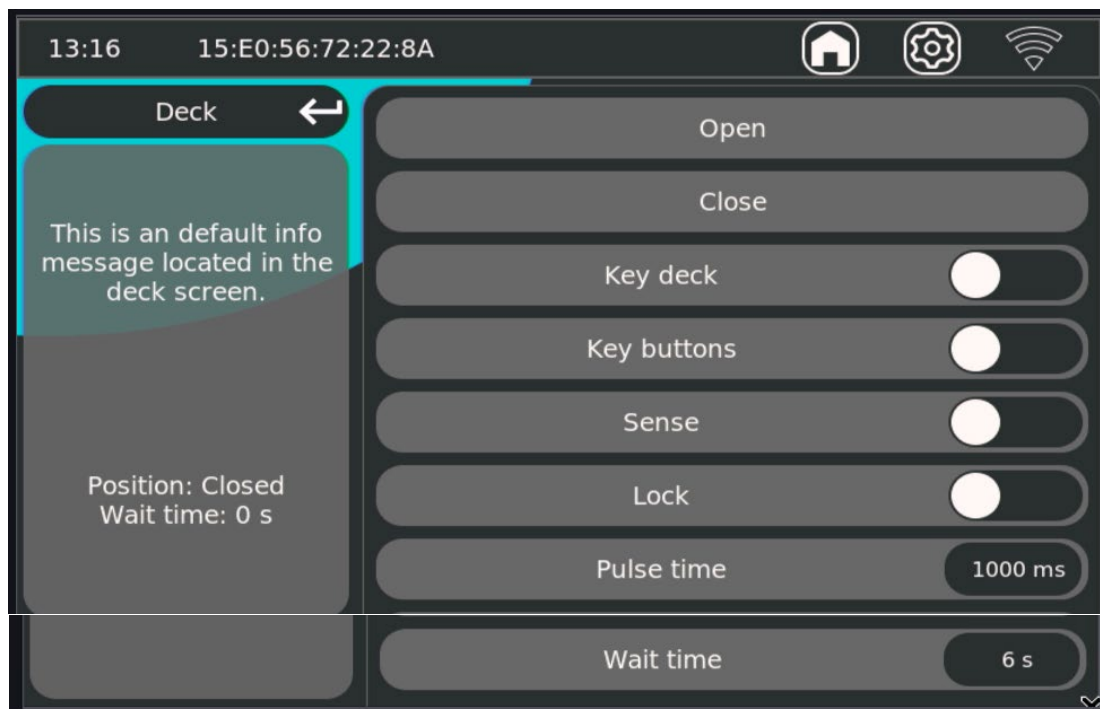 13:16 15:E0:56:72:22:8A
Deck
This is an default info
message located in the
deck screen.
Position: Closed
Wait time: 0 s
Open
Close
Key deck
Key buttons
Sense
Lock
Pulse time 1000 ms
Wait time 6 s